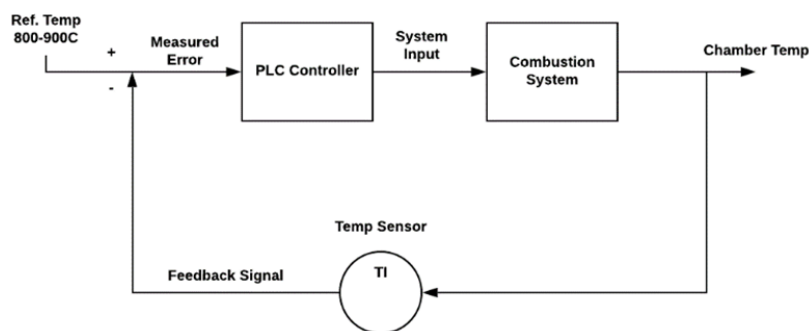 Ref. Temp
800-900C
+
-
Measured
Error
PLC Controller
System
Input
Combustion
System
Chamber Temp
Temp Sensor
TI
Feedback Signal